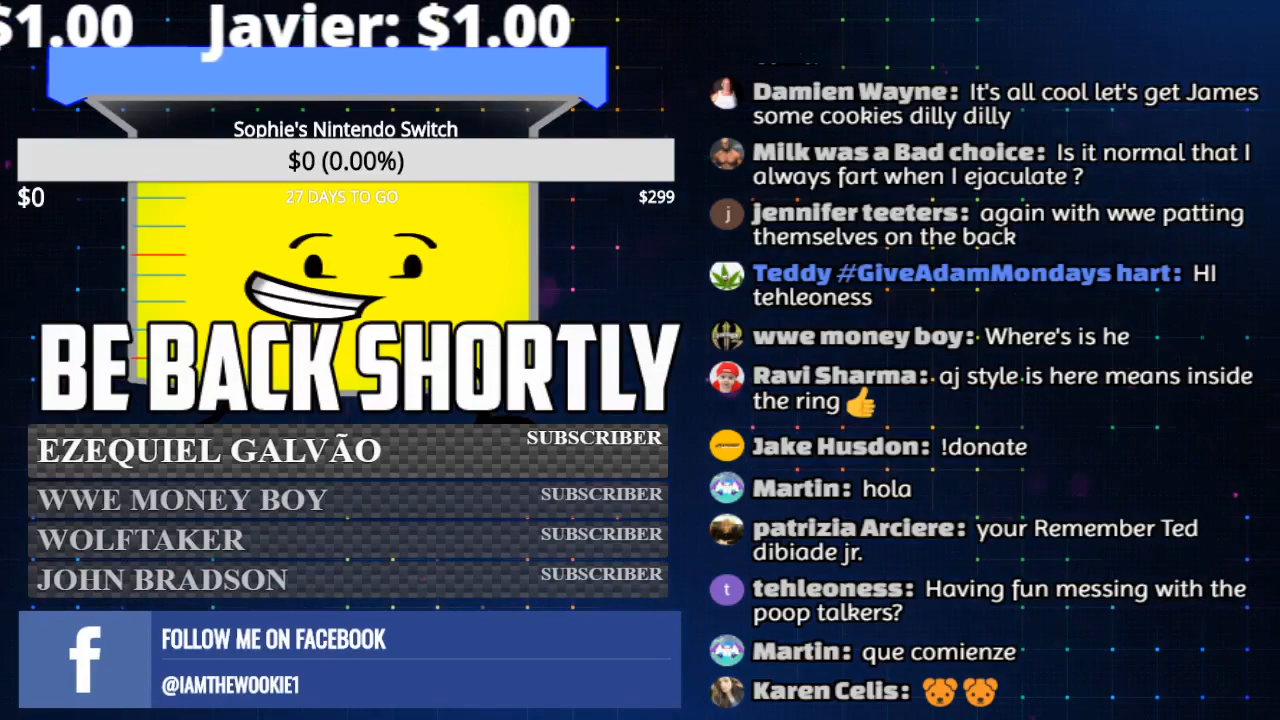 $1.00 Javier: $1.00
Sophie's Nintendo Switch
$0 (0.00%)
$0 27 DAYS TO GO $299
BE BACK SHORTLY
EZEQUIEL GALVÃO SUBSCRIBER
WWE MONEY BOY SUBSCRIBER
WOLFTAKER SUBSCRIBER
JOHN BRADSON SUBSCRIBER
FOLLOW ME ON FACEBOOK
@IAMTHEWOOKIE1
Damien Wayne: It's all cool let's get James
some cookies dilly dilly
Milk was a Bad choice: Is it normal that I
always fart when I ejaculate ?
j jennifer teeters: again with wwe patting
themselves on the back
Teddy #GiveAdamMondays hart: HI
tehleoness
wwe money boy: Where's is he
Ravi Sharma: aj style is here means inside
the ring 👍
Jake Husdon: !donate
Martin: hola
patrizia Arciere: your Remember Ted
dibiade jr.
t tehleoness: Having fun messing with the
poop talkers?
Martin: que comienze
Karen Celis: 🐻 🐻